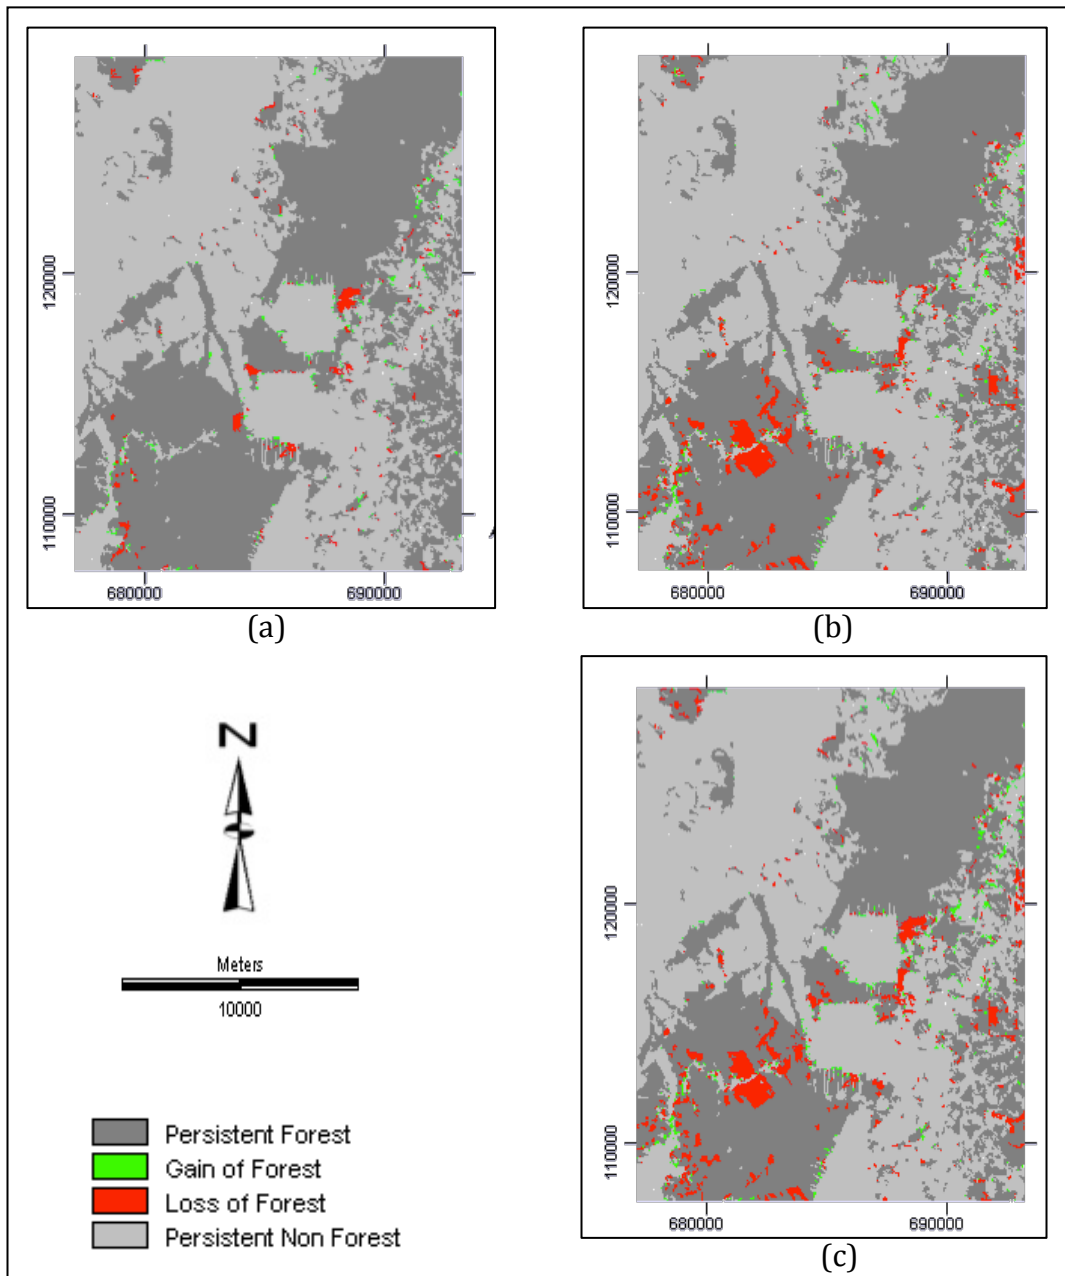 120000
110000
680000 690000
(a)
120000
110000
680000 690000
(b)
N
Meters
10000
Persistent Forest
Gain of Forest
Loss of Forest
Persistent Non Forest
120000
110000
680000 690000
(c)